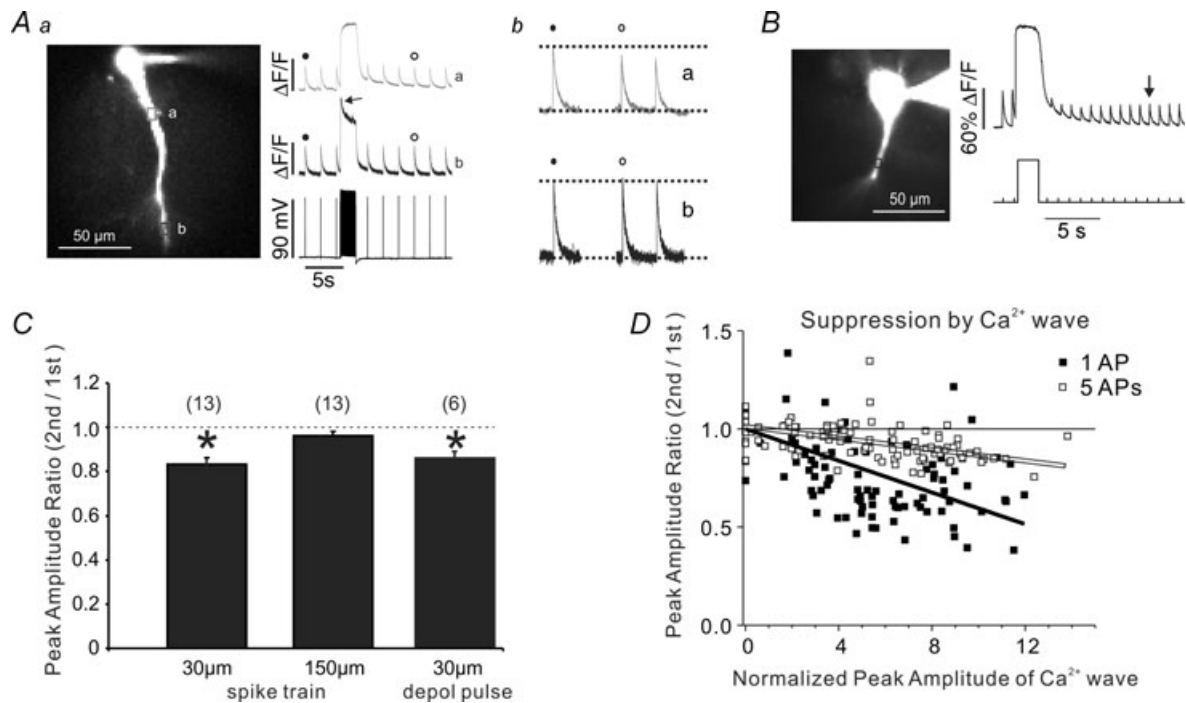 A a
a
b
50 µm
ΔF/F
a
ΔF/F
b
90 mV
5s
b
a
b
B
50 µm
60% ΔF/F
5 s
C
Peak Amplitude Ratio (2nd / 1st)
1.2
1.0
0.8
0.6
0.4
0.2
0
(13)
(13)
(6)
*
*
30µm
150µm
30µm
spike train
depol pulse
D
Suppression by Ca²⁺ wave
1 AP
5 APs
Peak Amplitude Ratio (2nd / 1st)
1.5
1.0
0.5
0.0
0
4
8
12
Normalized Peak Amplitude of Ca²⁺ wave